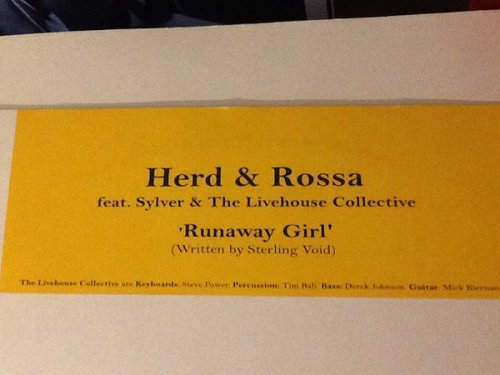 Herd & Rossa
feat. Sylver & The Livehouse Collective
'Runaway Girl'
(Written by Sterling Void)
The Livehouse Collective are Keyboards: Steve Power. Percussion: Tim Bali. Bass: Derek Johnson. Guitar: Mick Kiernan